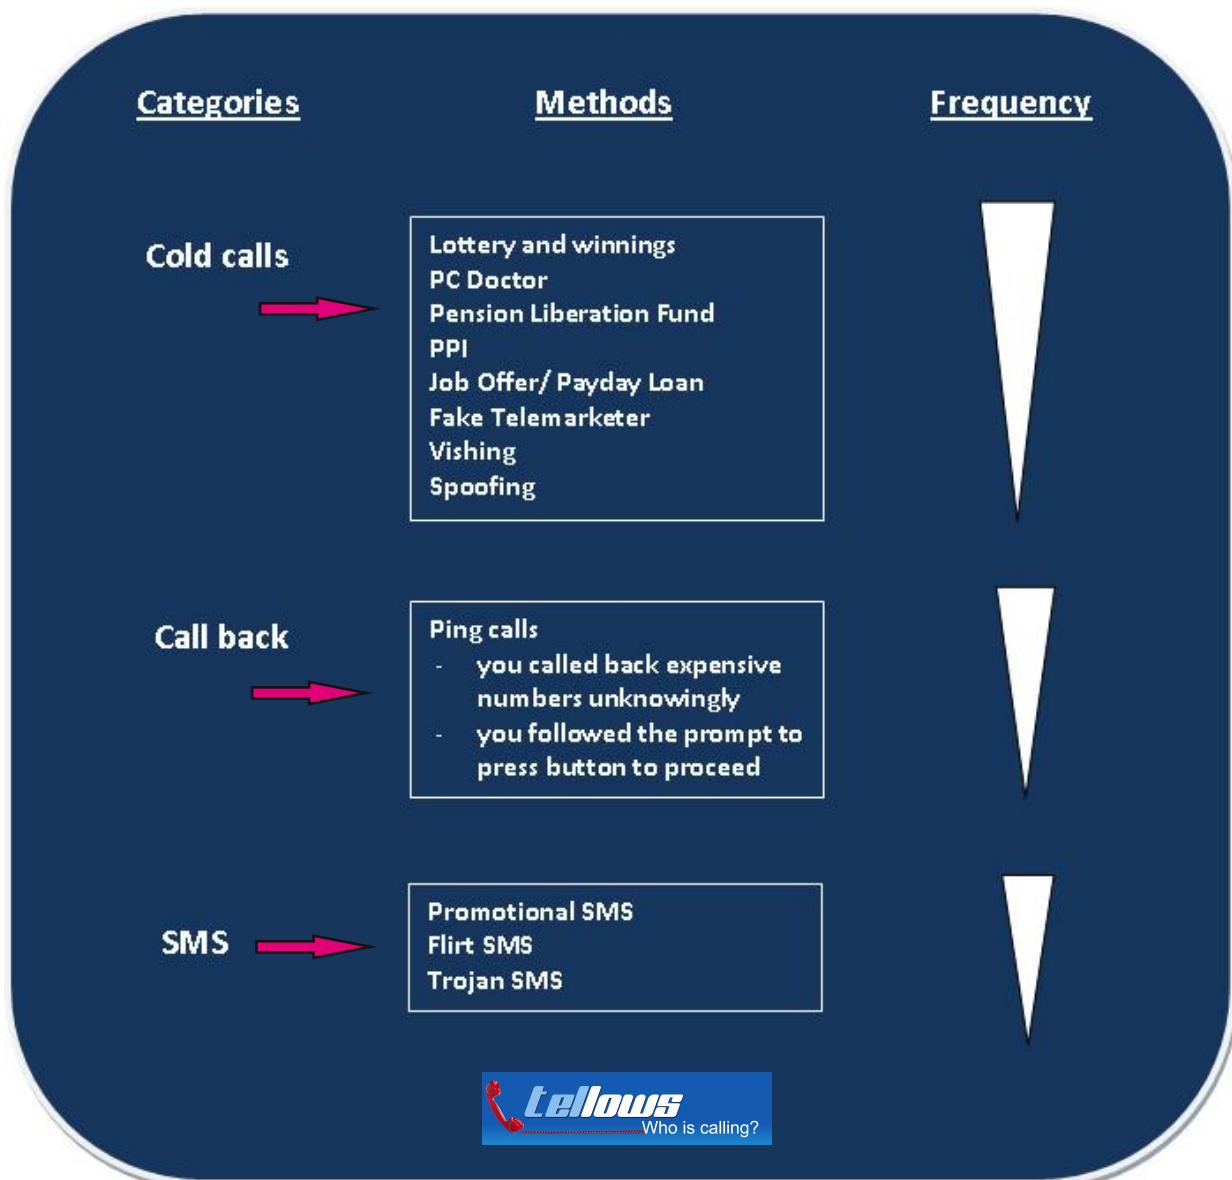 Categories
Methods
Frequency
Cold calls
Lottery and winnings
PC Doctor
Pension Liberation Fund
PPI
Job Offer/ Payday Loan
Fake Telemarketer
Vishing
Spoofing
Call back
Ping calls
- you called back expensive
numbers unknowingly
- you followed the prompt to
press button to proceed
SMS
Promotional SMS
Flirt SMS
Trojan SMS
tellows
Who is calling?